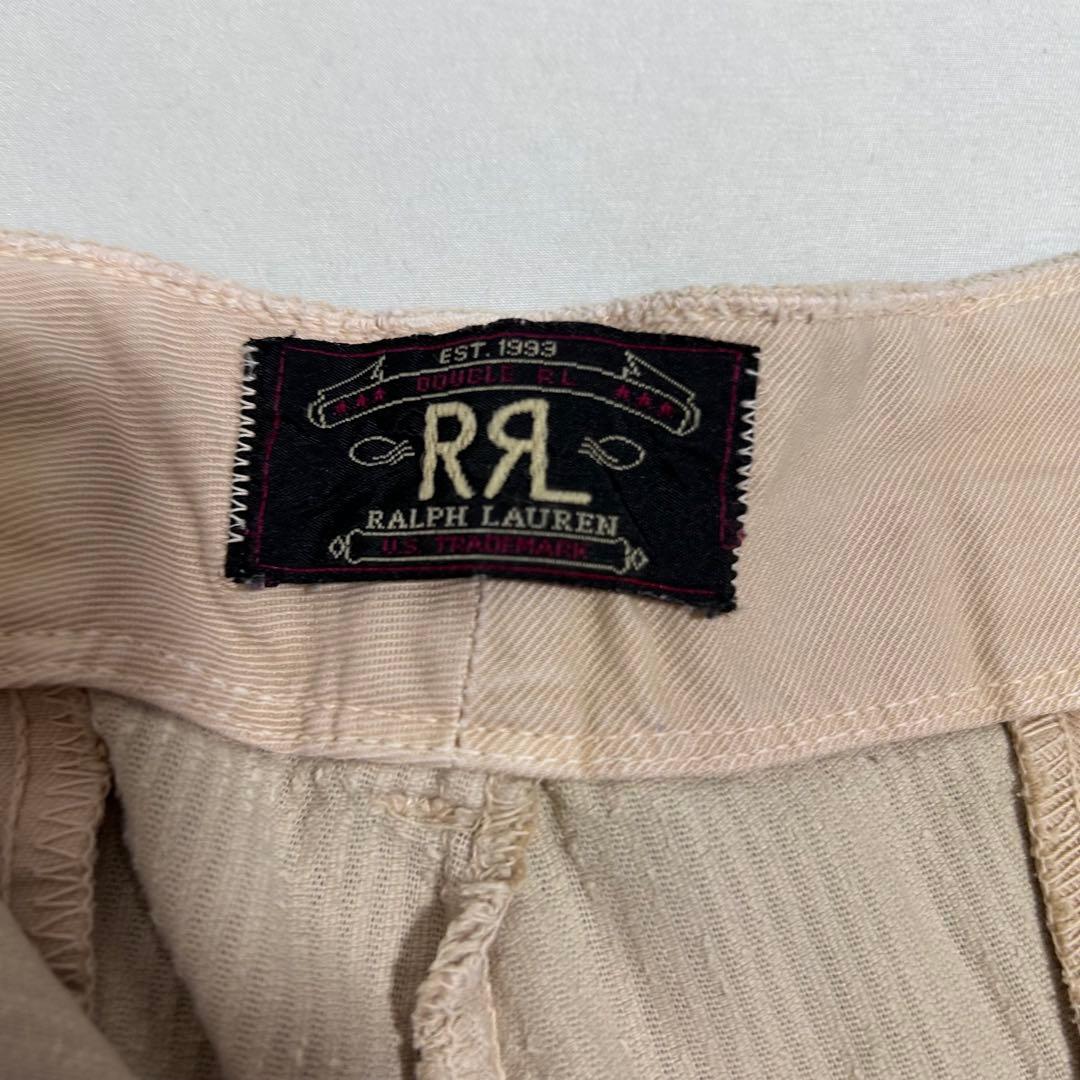 EST. 1993
DOUBLE RL
RRL
RALPH LAUREN
U.S. TRADEMARK